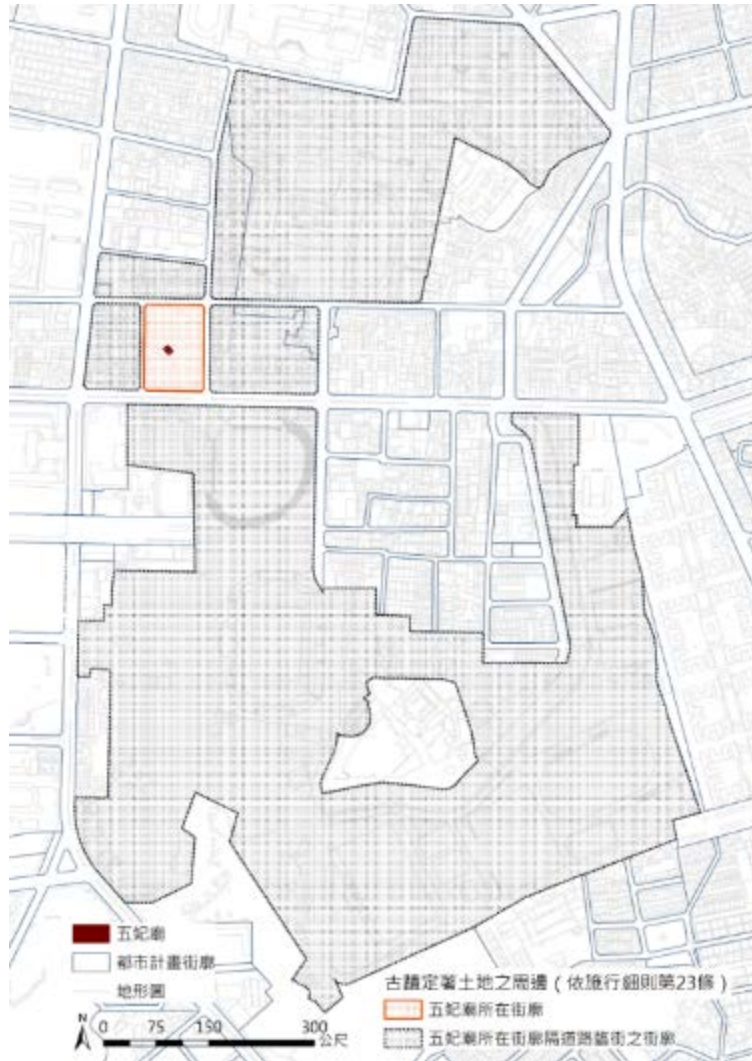 五妃廟
都市計畫街廓
地形圖
N
0 75 150 300
公尺
古蹟定著土地之周邊（依施行細則第23條）
五妃廟所在街廓
五妃廟所在街廓隔道路臨街之街廓